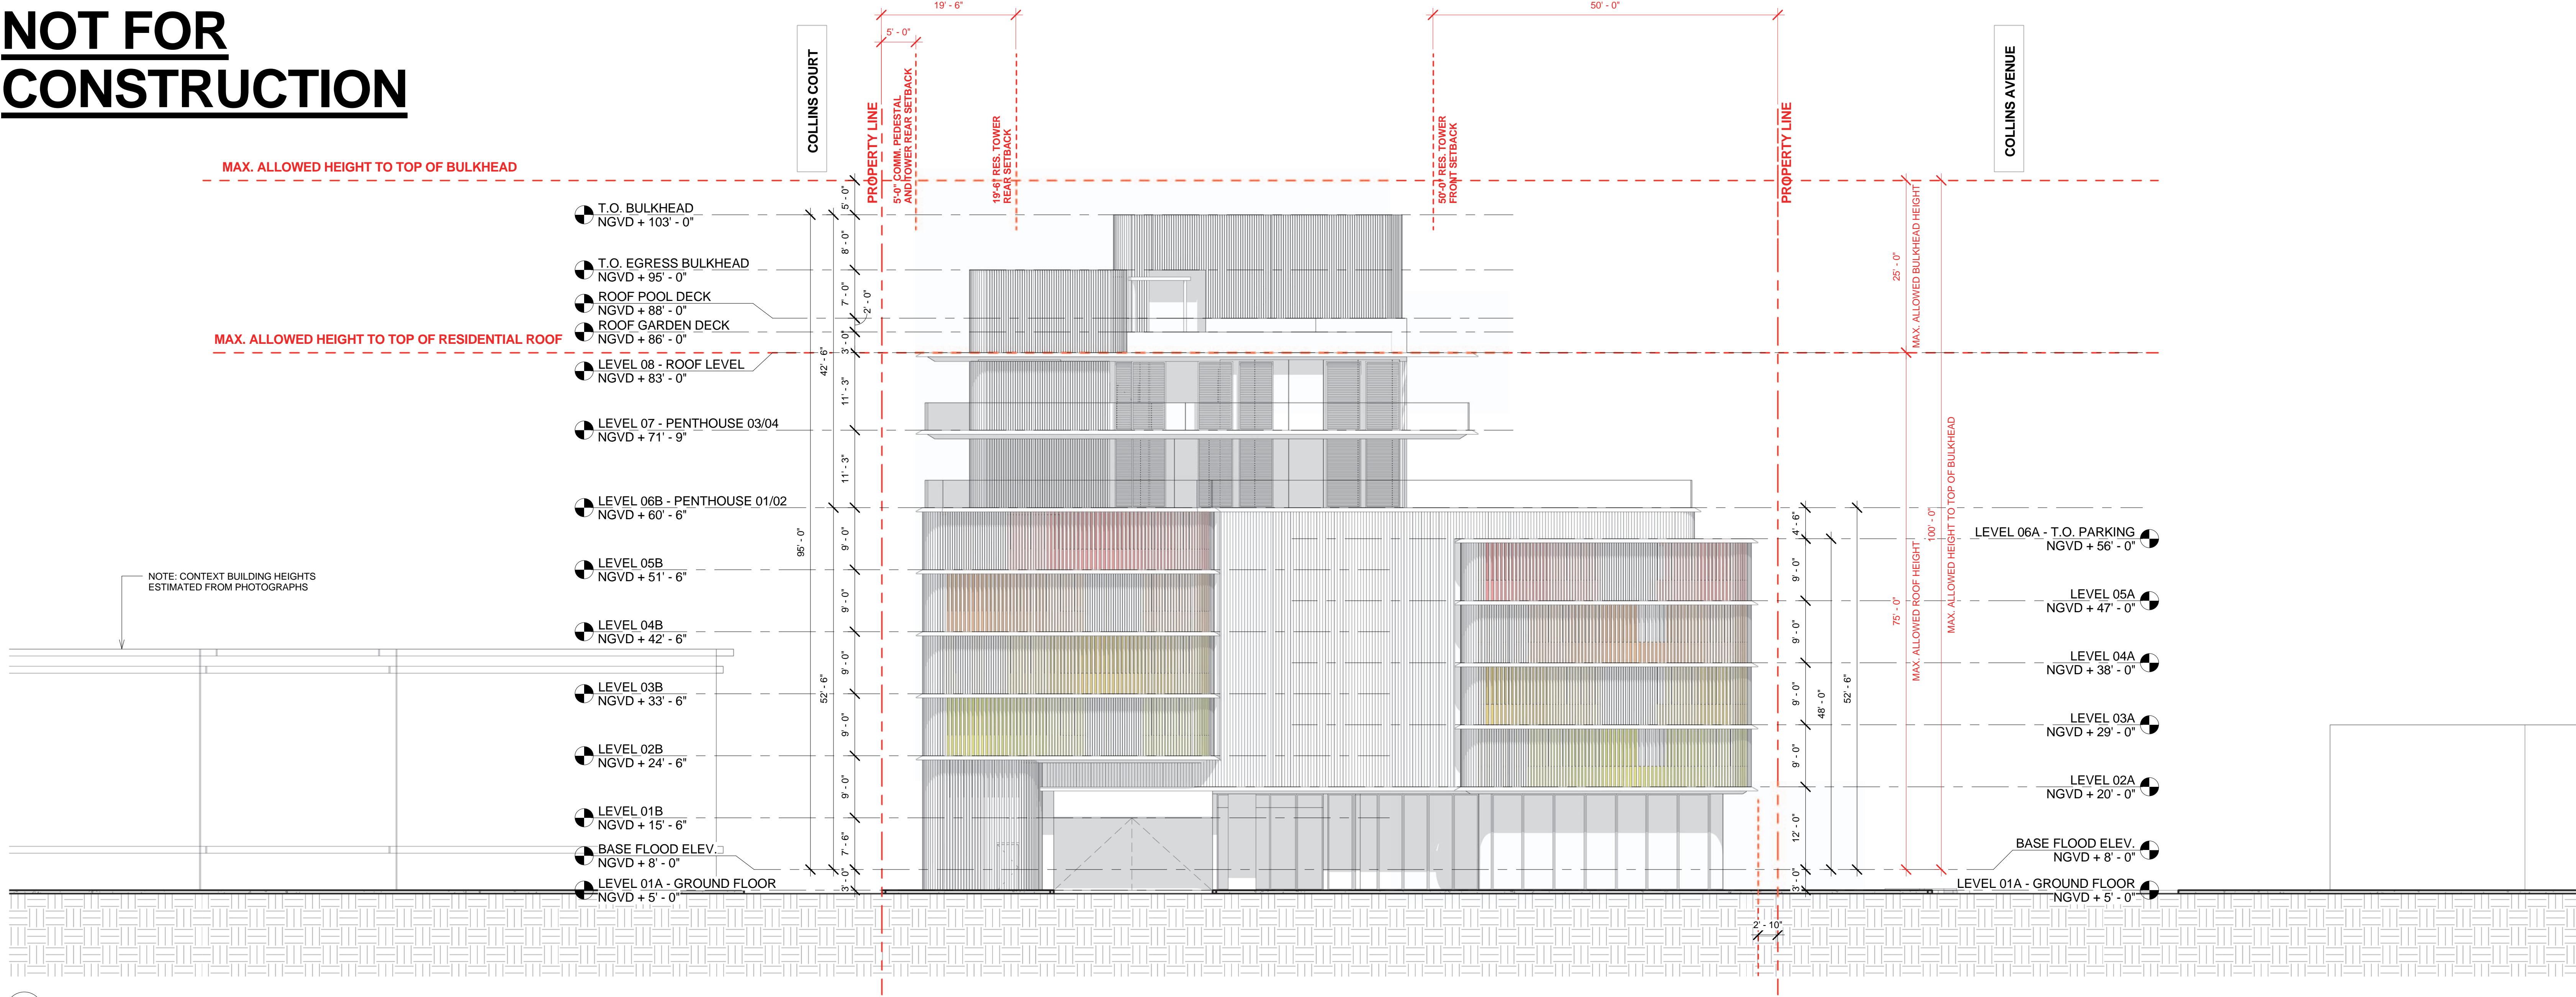 NOT FOR
CONSTRUCTION
19' - 6"
5' - 0"
50' - 0"
COLLINS COURT
PROPERTY LINE
5'-0" COMM. PEDESTAL
AND TOWER REAR SETBACK
19'-6" RES. TOWER
REAR SETBACK
50'-0" RES. TOWER
FRONT SETBACK
PROPERTY LINE
COLLINS AVENUE
MAX. ALLOWED HEIGHT TO TOP OF BULKHEAD
T.O. BULKHEAD
NGVD + 103' - 0"
T.O. EGRESS BULKHEAD
NGVD + 95' - 0"
ROOF POOL DECK
NGVD + 88' - 0"
ROOF GARDEN DECK
NGVD + 86' - 0"
MAX. ALLOWED HEIGHT TO TOP OF RESIDENTIAL ROOF
LEVEL 08 - ROOF LEVEL
NGVD + 83' - 0"
LEVEL 07 - PENTHOUSE 03/04
NGVD + 71' - 9"
LEVEL 06B - PENTHOUSE 01/02
NGVD + 60' - 6"
LEVEL 05B
NGVD + 51' - 6"
LEVEL 04B
NGVD + 42' - 6"
LEVEL 03B
NGVD + 33' - 6"
LEVEL 02B
NGVD + 24' - 6"
LEVEL 01B
NGVD + 15' - 6"
BASE FLOOD ELEV.
NGVD + 8' - 0"
LEVEL 01A - GROUND FLOOR
NGVD + 5' - 0"
NOTE: CONTEXT BUILDING HEIGHTS
ESTIMATED FROM PHOTOGRAPHS
95' - 0"
42' - 6"
52' - 6"
5' - 0"
8' - 0"
7' - 0"
2' - 0"
3' - 0"
11' - 3"
11' - 3"
9' - 0"
9' - 0"
9' - 0"
9' - 0"
9' - 0"
7' - 6"
3' - 0"
4' - 6"
9' - 0"
9' - 0"
9' - 0"
9' - 0"
12' - 0"
3' - 0"
48' - 0"
52' - 6"
2' - 10"
25' - 0"
MAX. ALLOWED BULKHEAD HEIGHT
75' - 0"
MAX. ALLOWED ROOF HEIGHT
100' - 0"
MAX. ALLOWED HEIGHT TO TOP OF BULKHEAD
LEVEL 06A - T.O. PARKING
NGVD + 56' - 0"
LEVEL 05A
NGVD + 47' - 0"
LEVEL 04A
NGVD + 38' - 0"
LEVEL 03A
NGVD + 29' - 0"
LEVEL 02A
NGVD + 20' - 0"
BASE FLOOD ELEV.
NGVD + 8' - 0"
LEVEL 01A - GROUND FLOOR
NGVD + 5' - 0"